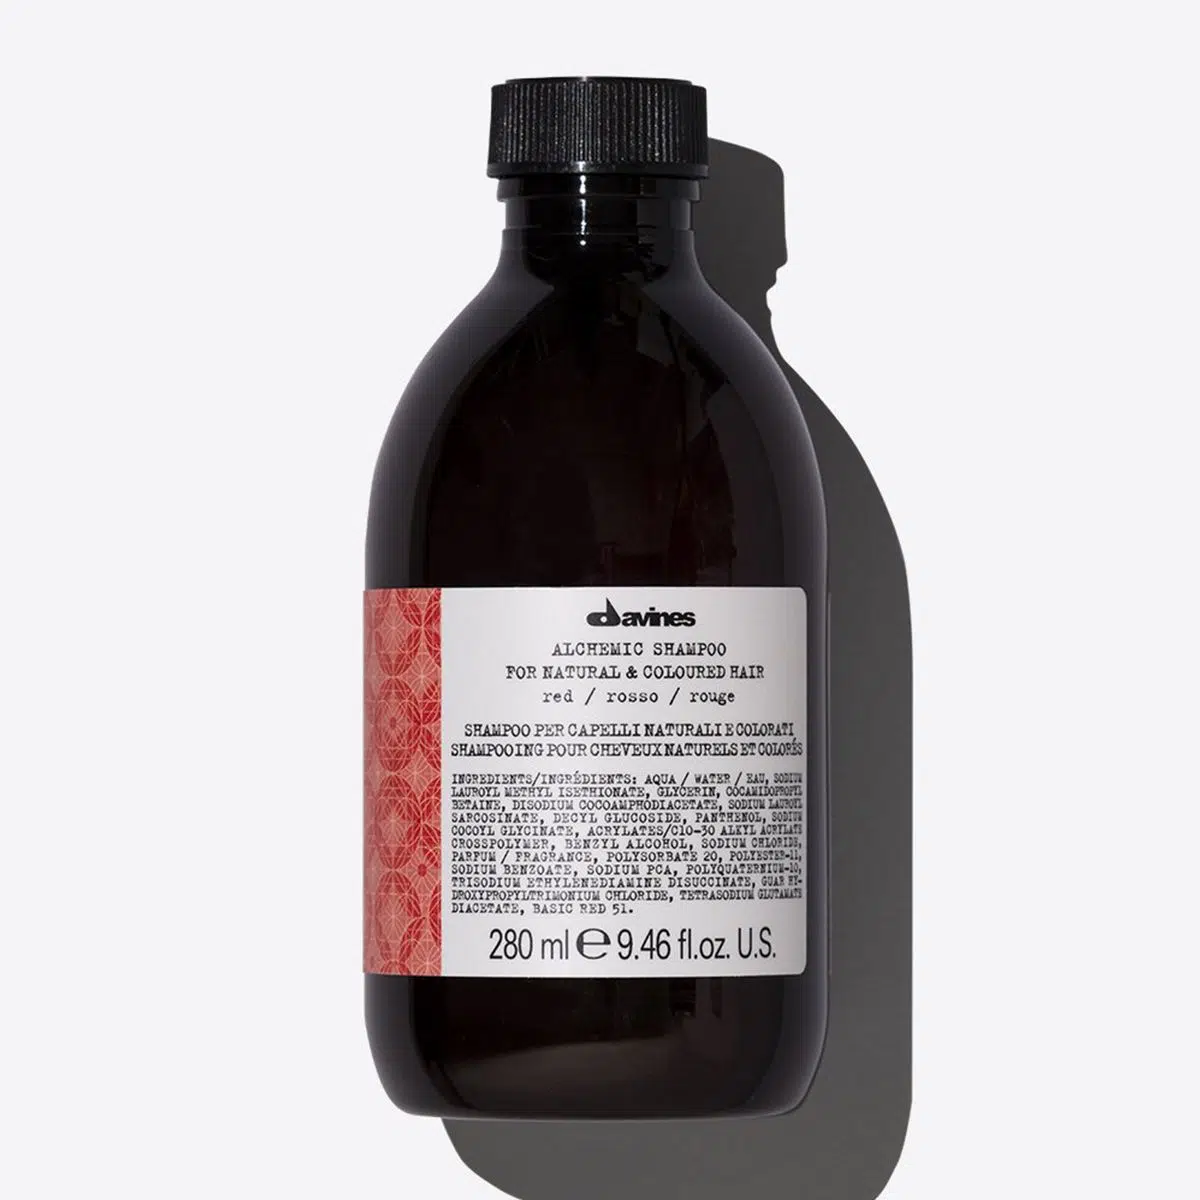 davines
ALCHEMIC SHAMPOO
FOR NATURAL & COLOURED HAIR
red / rosso / rouge
SHAMPOO PER CAPELLI NATURALI E COLORATI
SHAMPOOING POUR CHEVEUX NATURELS ET COLORÉS
INGREDIENTS/INGRÉDIENTS: AQUA / WATER / EAU, SODIUM
LAUROYL METHYL ISETHIONATE, GLYCERIN, COCAMIDOPROPYL
BETAINE, DISODIUM COCOAMPHODIACETATE, SODIUM LAUROYL
SARCOSINATE, DECYL GLUCOSIDE, PANTHENOL, SODIUM
COCOYL GLYCINATE, ACRYLATES/C10-30 ALKYL ACRYLATE
CROSSPOLYMER, BENZYL ALCOHOL, SODIUM CHLORIDE,
PARFUM / FRAGRANCE, POLYSORBATE 20, POLYESTER-11,
SODIUM BENZOATE, SODIUM PCA, POLYQUATERNIUM-10,
TRISODIUM ETHYLENEDIAMINE DISUCCINATE, GUAR HY-
DROXYPROPYLTRIMONIUM CHLORIDE, TETRASODIUM GLUTAMATE
DIACETATE, BASIC RED 51.
280 ml ℮ 9.46 fl.oz. U.S.